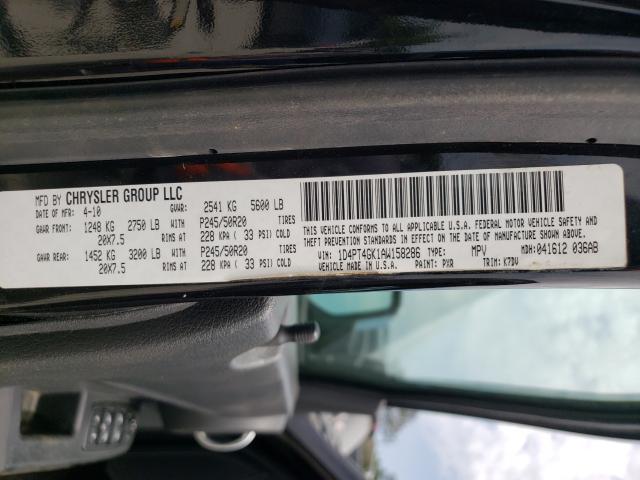 MFD BY CHRYSLER GROUP LLC
DATE OF MFR: 4-10 GVWR: 2541 KG 5600 LB
GAWR FRONT: 1248 KG 2750 LB WITH P245/50R20 TIRES
20X7.5 RIMS AT 228 KPA ( 33 PSI) COLD
GAWR REAR: 1452 KG 3200 LB WITH P245/50R20 TIRES
20X7.5 RIMS AT 228 KPA ( 33 PSI) COLD
THIS VEHICLE CONFORMS TO ALL APPLICABLE U.S.A. FEDERAL MOTOR VEHICLE SAFETY,
THEFT PREVENTION AND BUMPER STANDARDS IN EFFECT ON THE DATE OF MANUFACTURE SHOWN ABOVE.
VIN: 1D4PT4GK1AW158286 TYPE: MPV MDH: 041612 036AB
VEHICLE MADE IN U.S.A. PAINT: PXR TRIM: K7DV